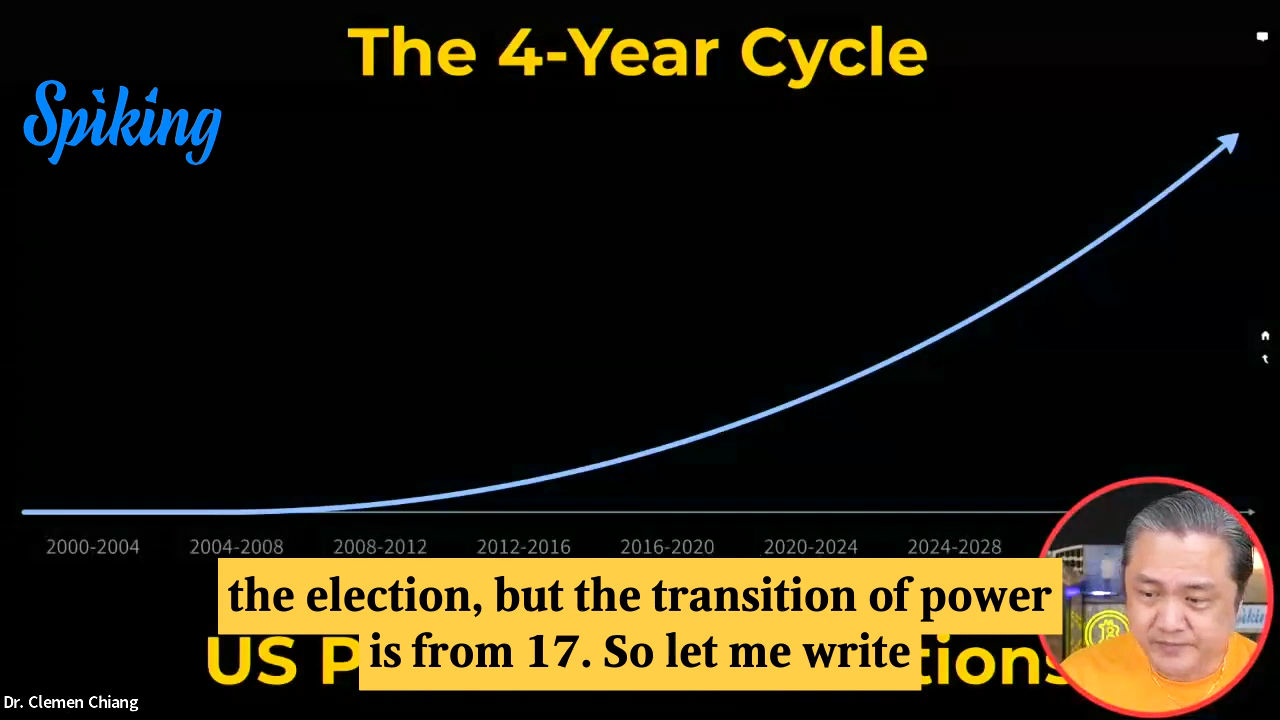 The 4-Year Cycle
Spiking
2000-2004 2004-2008 2008-2012 2012-2016 2016-2020 2020-2024 2024-2028
the election, but the transition of power
is from 17. So let me write
US
Dr. Clemen Chiang